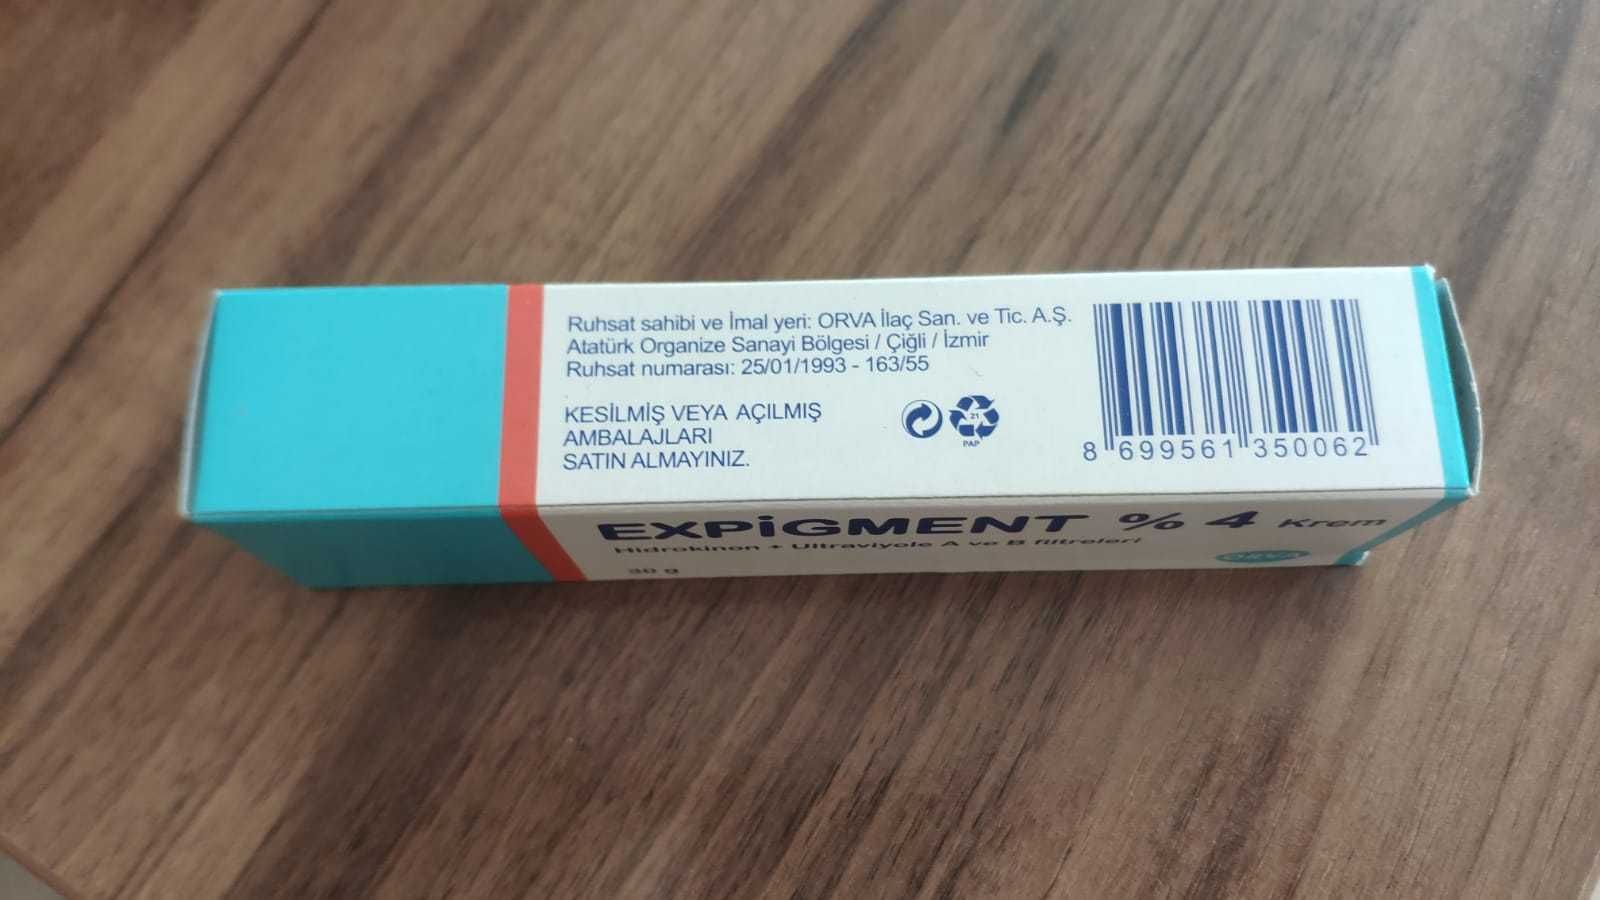 Ruhsat sahibi ve İmal yeri: ORVA İlaç San. ve Tic. A.Ş.
Atatürk Organize Sanayi Bölgesi / Çiğli / İzmir
Ruhsat numarası: 25/01/1993 - 163/55
KESİLMİŞ VEYA AÇILMIŞ
AMBALAJLARI
SATIN ALMAYINIZ.
21
PAP
8 699561 350062
EXPİGMENT % 4 Krem
Hidrokinon + Ultraviyole A ve B filtreleri
30 g
ORVA